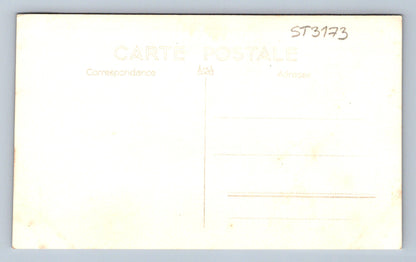 ST3173
CARTE POSTALE
Correspondance
Adresse